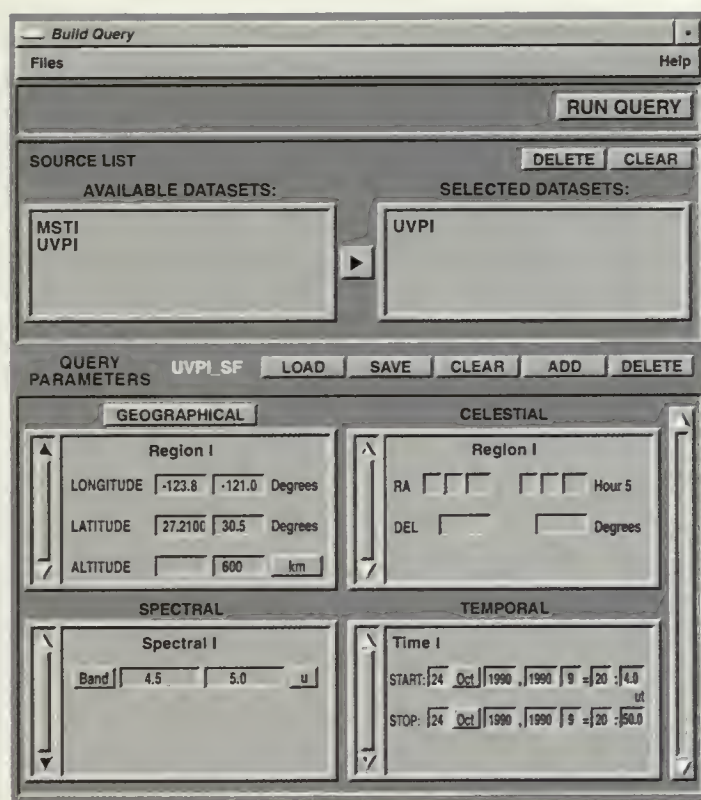 Build Query
Files Help
RUN QUERY
SOURCE LIST DELETE CLEAR
AVAILABLE DATASETS: SELECTED DATASETS:
MSTI UVPI
UVPI
QUERY PARAMETERS UVPI_SF LOAD SAVE CLEAR ADD DELETE
GEOGRAPHICAL CELESTIAL
Region I Region I
LONGITUDE -123.8 -121.0 Degrees RA Hour 5
LATITUDE 27.2100 30.5 Degrees DEL Degrees
ALTITUDE 600 km
SPECTRAL TEMPORAL
Spectral I Time I
Band 4.5 5.0 u START: 24 Oct 1990 , 1990 9 = 20 : 4.0
ut
STOP: 24 Oct 1990 , 1990 9 = 20 : 50.0